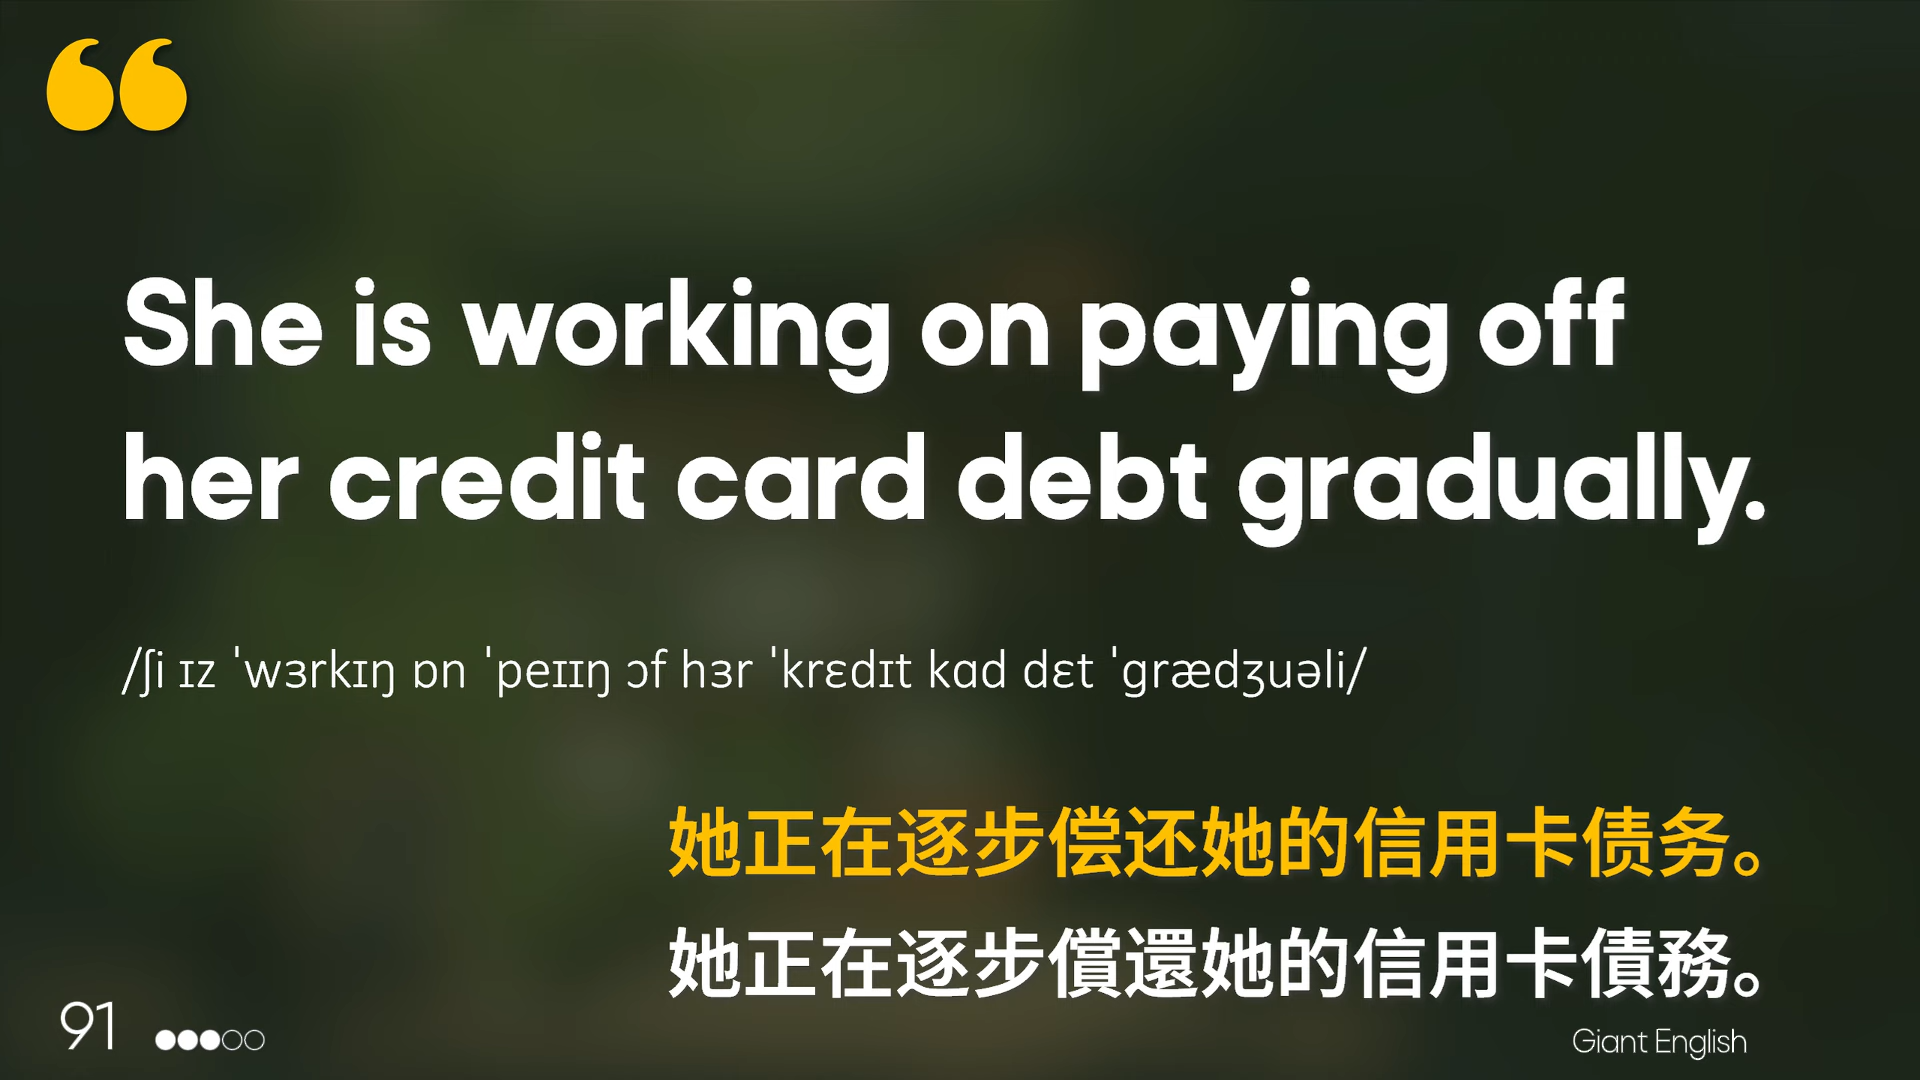 “
She is working on paying off
her credit card debt gradually.
/ʃi ɪz ˈwɜrkɪŋ ɒn ˈpeɪɪŋ ɔf hɜr ˈkrɛdɪt kɑd dɛt ˈɡrædʒuəli/
她正在逐步偿还她的信用卡债务。
她正在逐步償還她的信用卡債務。
91
Giant English